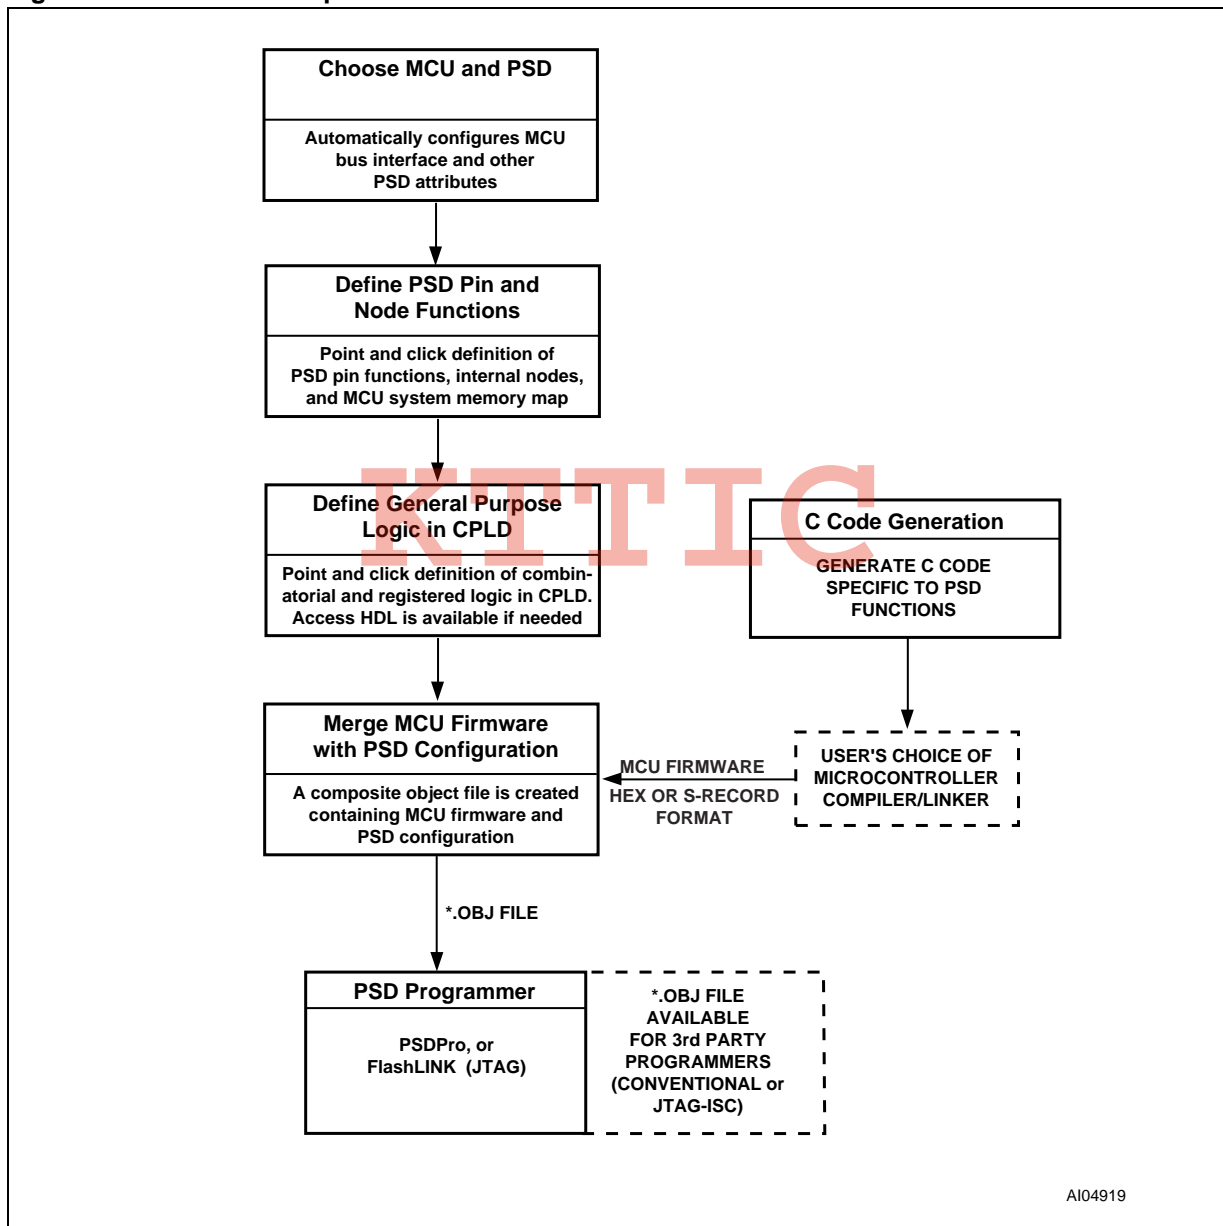 Choose MCU and PSD
Automatically configures MCU
bus interface and other
PSD attributes
Define PSD Pin and
Node Functions
Point and click definition of
PSD pin functions, internal nodes,
and MCU system memory map
Define General Purpose
Logic in CPLD
Point and click definition of combin-
atorial and registered logic in CPLD.
Access HDL is available if needed
C Code Generation
GENERATE C CODE
SPECIFIC TO PSD
FUNCTIONS
KTTIC
Merge MCU Firmware
with PSD Configuration
A composite object file is created
containing MCU firmware and
PSD configuration
MCU FIRMWARE
HEX OR S-RECORD
FORMAT
USER'S CHOICE OF
MICROCONTROLLER
COMPILER/LINKER
*.OBJ FILE
PSD Programmer
PSDPro, or
FlashLINK (JTAG)
*.OBJ FILE
AVAILABLE
FOR 3rd PARTY
PROGRAMMERS
(CONVENTIONAL or
JTAG-ISC)
AI04919